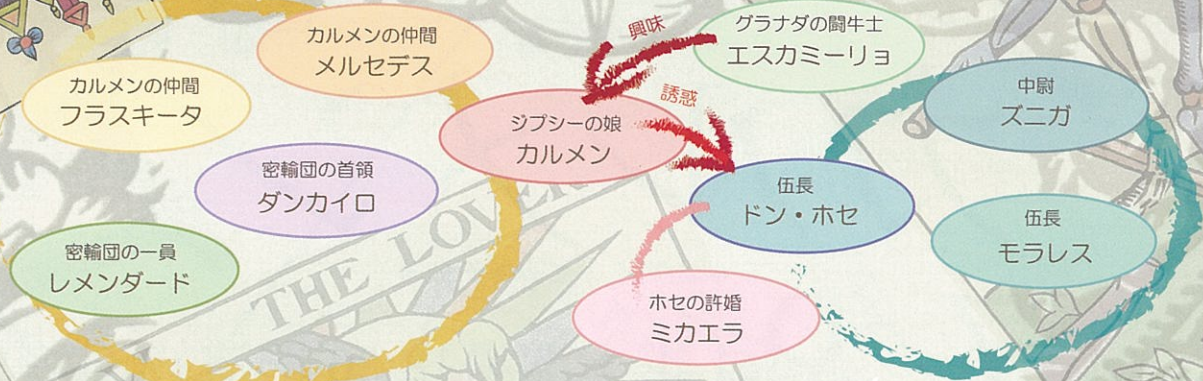 カルメンの仲間
メルセデス
カルメンの仲間
フラスキータ
密輸団の首領
ダンカイロ
密輸団の一員
レメンダード
ジプシーの娘
カルメン
興味
誘惑
グラナダの闘牛士
エスカミーリョ
伍長
ドン・ホセ
ホセの許婚
ミカエラ
中尉
ズニガ
伍長
モラレス
THE LOVERS